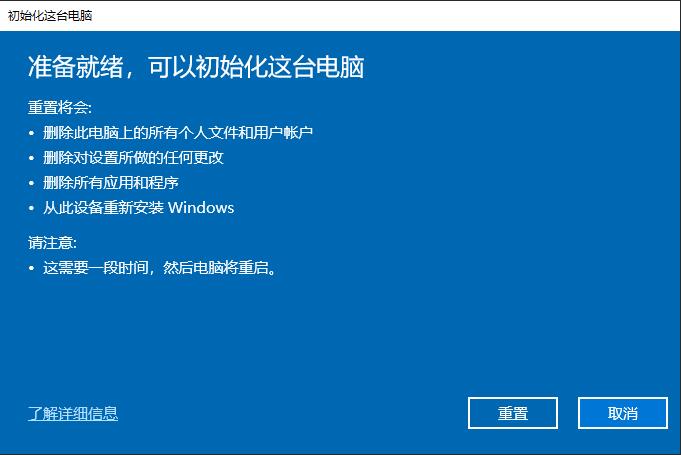 初始化这台电脑
准备就绪，可以初始化这台电脑
重置将会:
• 删除此电脑上的所有个人文件和用户帐户
• 删除对设置所做的任何更改
• 删除所有应用和程序
• 从此设备重新安装 Windows
请注意:
• 这需要一段时间，然后电脑将重启。
了解详细信息
重置
取消